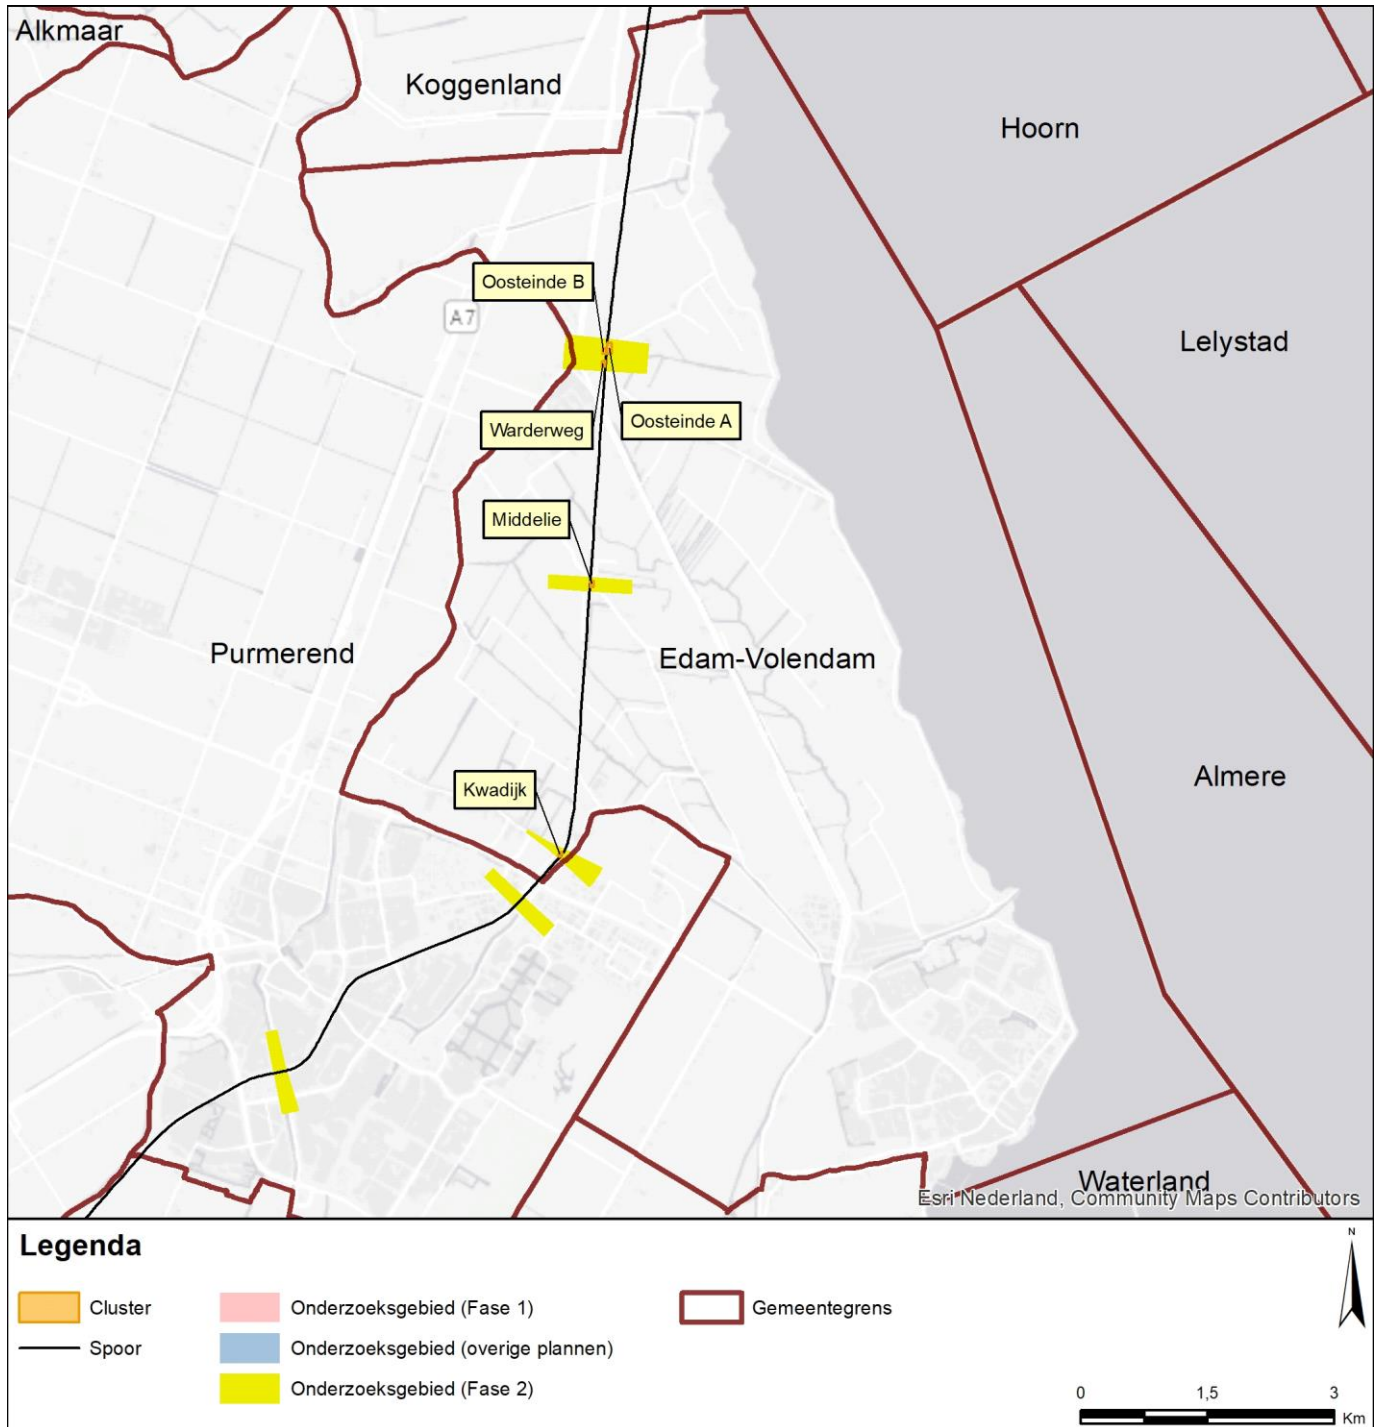 Alkmaar
Koggenland
Hoorn
Oosteinde B
A7
Lelystad
Warderweg
Oosteinde A
Middelie
Purmerend
Edam-Volendam
Kwadijk
Almere
Waterland
Esri Nederland, Community Maps Contributors
Legenda
N
Cluster
Onderzoeksgebied (Fase 1)
Gemeentegrens
Spoor
Onderzoeksgebied (overige plannen)
Onderzoeksgebied (Fase 2)
0 1,5 3
Km